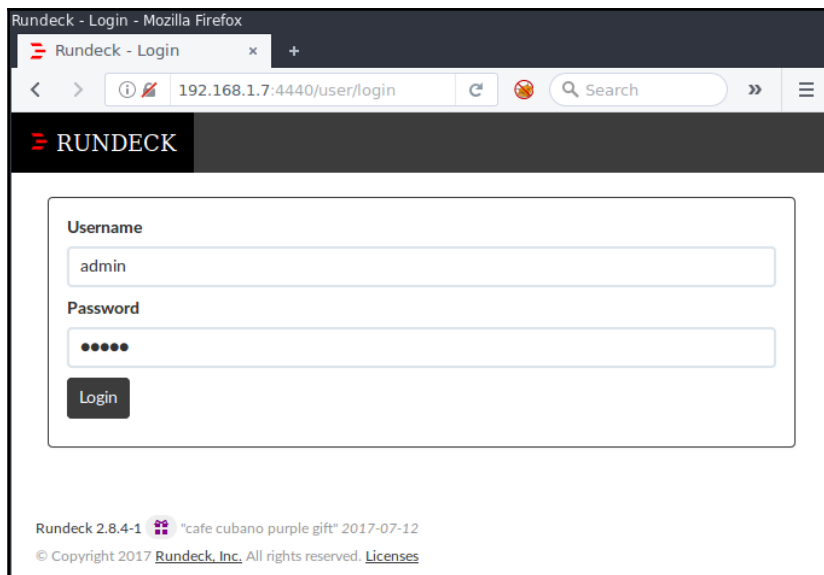 Rundeck - Login - Mozilla Firefox
Rundeck - Login × +
192.168.1.7:4440/user/login Search
RUNDECK
Username
admin
Password
●●●●●
Login
Rundeck 2.8.4-1 "cafe cubano purple gift" 2017-07-12
© Copyright 2017 Rundeck, Inc. All rights reserved. Licenses